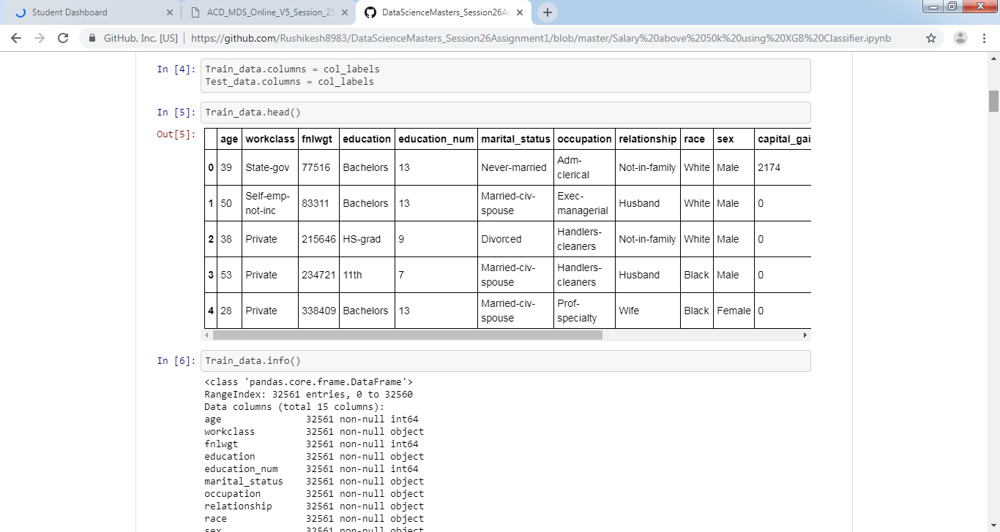 Student Dashboard
ACD_MDS_Online_V5_Session_25
DataScienceMasters_Session26As
GitHub, Inc. [US] | https://github.com/Rushikesh8983/DataScienceMasters_Session26Assignment1/blob/master/Salary%20above%2050k%20using%20XGB%20Classifier.ipynb
In [4]: Train_data.columns = col_labels
Test_data.columns = col_labels
In [5]: Train_data.head()
Out[5]:
age workclass fnlwgt education education_num marital_status occupation relationship race sex capital_gai
0 39 State-gov 77516 Bachelors 13 Never-married Adm-clerical Not-in-family White Male 2174
1 50 Self-emp-not-inc 83311 Bachelors 13 Married-civ-spouse Exec-managerial Husband White Male 0
2 38 Private 215646 HS-grad 9 Divorced Handlers-cleaners Not-in-family White Male 0
3 53 Private 234721 11th 7 Married-civ-spouse Handlers-cleaners Husband Black Male 0
4 28 Private 338409 Bachelors 13 Married-civ-spouse Prof-specialty Wife Black Female 0
In [6]: Train_data.info()
<class 'pandas.core.frame.DataFrame'>
RangeIndex: 32561 entries, 0 to 32560
Data columns (total 15 columns):
age 32561 non-null int64
workclass 32561 non-null object
fnlwgt 32561 non-null int64
education 32561 non-null object
education_num 32561 non-null int64
marital_status 32561 non-null object
occupation 32561 non-null object
relationship 32561 non-null object
race 32561 non-null object
sex 32561 non-null object